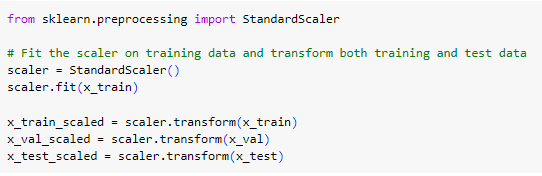 from sklearn.preprocessing import StandardScaler
# Fit the scaler on training data and transform both training and test data
scaler = StandardScaler()
scaler.fit(x_train)
x_train_scaled = scaler.transform(x_train)
x_val_scaled = scaler.transform(x_val)
x_test_scaled = scaler.transform(x_test)